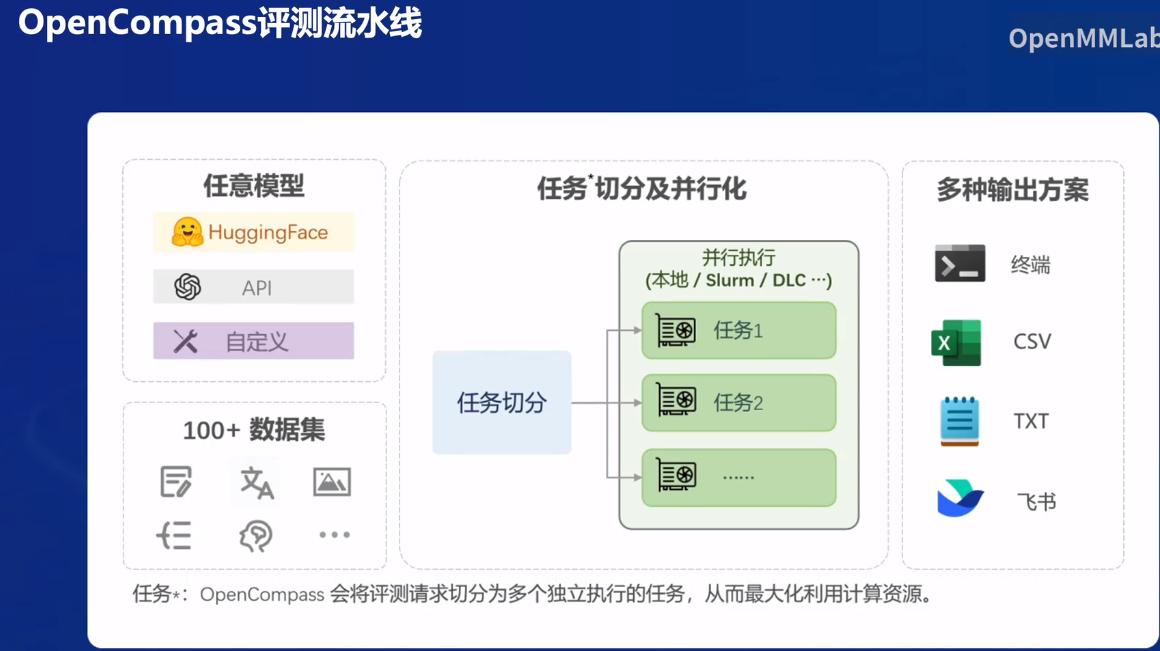 OpenCompass评测流水线
OpenMMLab
任意模型
HuggingFace
API
自定义
100+ 数据集
任务*切分及并行化
任务切分
并行执行
(本地 / Slurm / DLC ···)
任务1
任务2
······
多种输出方案
终端
CSV
TXT
飞书
任务*：OpenCompass 会将评测请求切分为多个独立执行的任务，从而最大化利用计算资源。